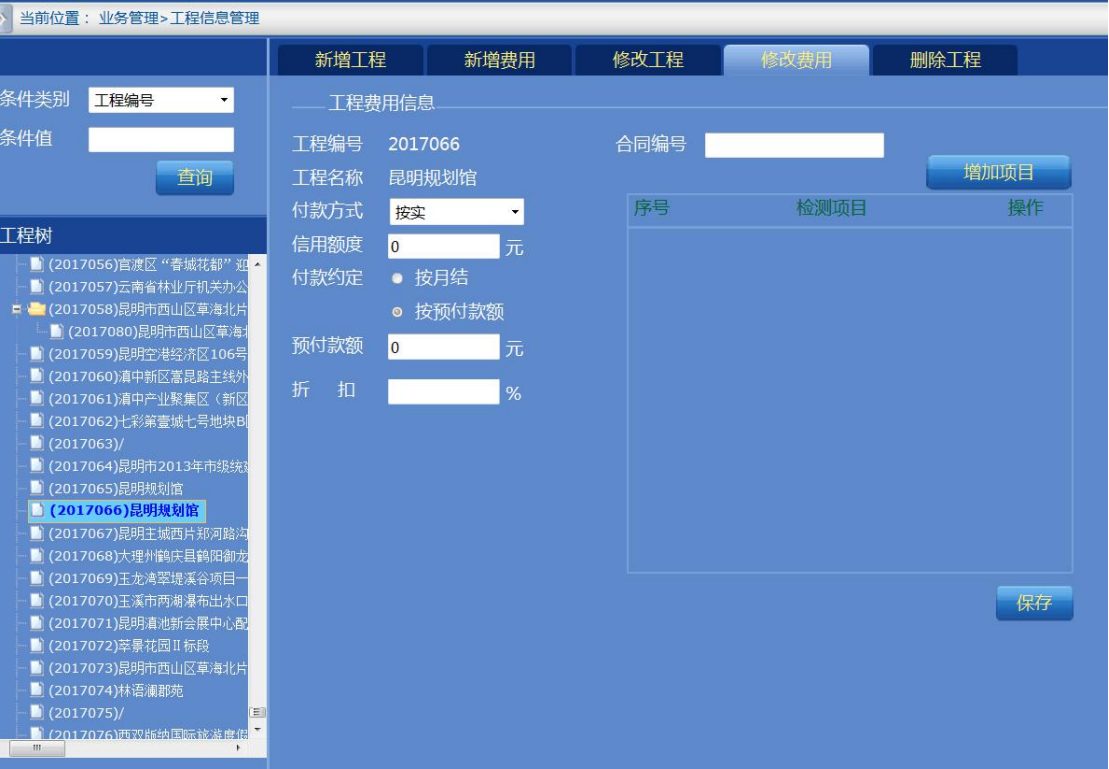 当前位置： 业务管理>工程信息管理
新增工程
新增费用
修改工程
修改费用
删除工程
条件类别
工程编号
条件值
查询
工程树
(2017056)官渡区“春城花都”迎
(2017057)云南省林业厅机关办公
(2017058)昆明市西山区草海北片
(2017080)昆明市西山区草海
(2017059)昆明空港经济区106号
(2017060)滇中新区嵩昆路主线外
(2017061)滇中产业聚集区（新区
(2017062)七彩第壹城七号地块B
(2017063)/
(2017064)昆明市2013年市级统
(2017065)昆明规划馆
(2017066)昆明规划馆
(2017067)昆明主城西片郑河路沟
(2017068)大理州鹤庆县鹤阳御龙
(2017069)玉龙湾翠堤溪谷项目一
(2017070)玉溪市两湖瀑布出水口
(2017071)昆明滇池新会展中心配
(2017072)萃景花园Ⅱ标段
(2017073)昆明市西山区草海北片
(2017074)林语澜郡苑
(2017075)/
(2017076)西双版纳国际旅游度假
工程费用信息
工程编号 2017066
合同编号
工程名称 昆明规划馆
增加项目
付款方式 按实
序号 检测项目 操作
信用额度 0 元
付款约定 按月结
按预付款额
预付款额 0 元
折 扣 %
保存